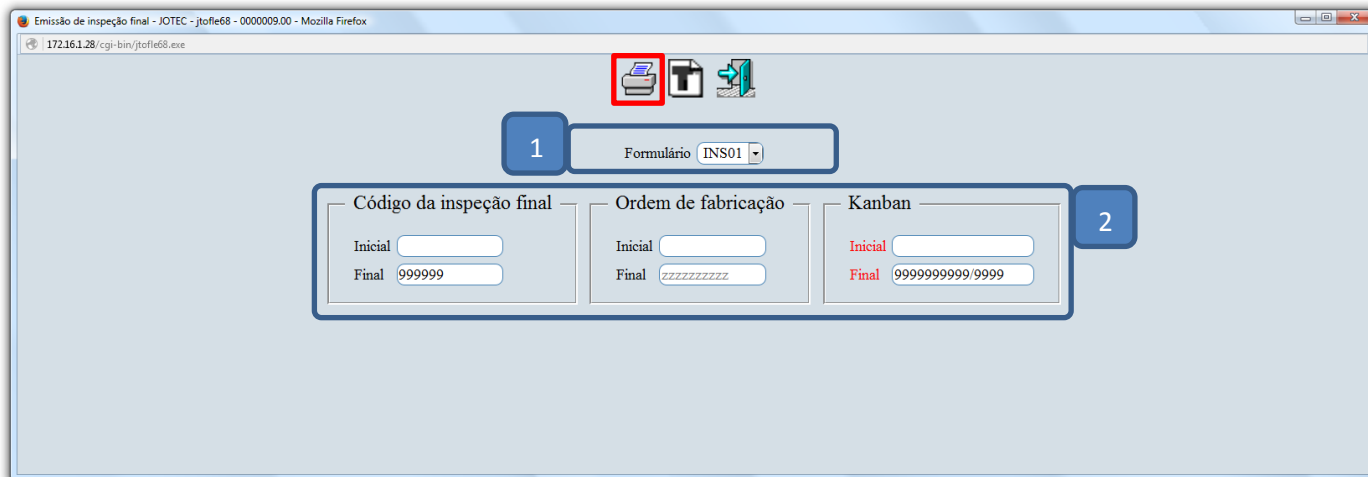 Emissão de inspeção final - JOTEC - jtofle68 - 0000009.00 - Mozilla Firefox
172.16.1.28/cgi-bin/jtofle68.exe
T
1
Formulário INS01
Código da inspeção final
Inicial
Final 999999
Ordem de fabricação
Inicial
Final zzzzzzzzzz
Kanban
Inicial
Final 9999999999/9999
2